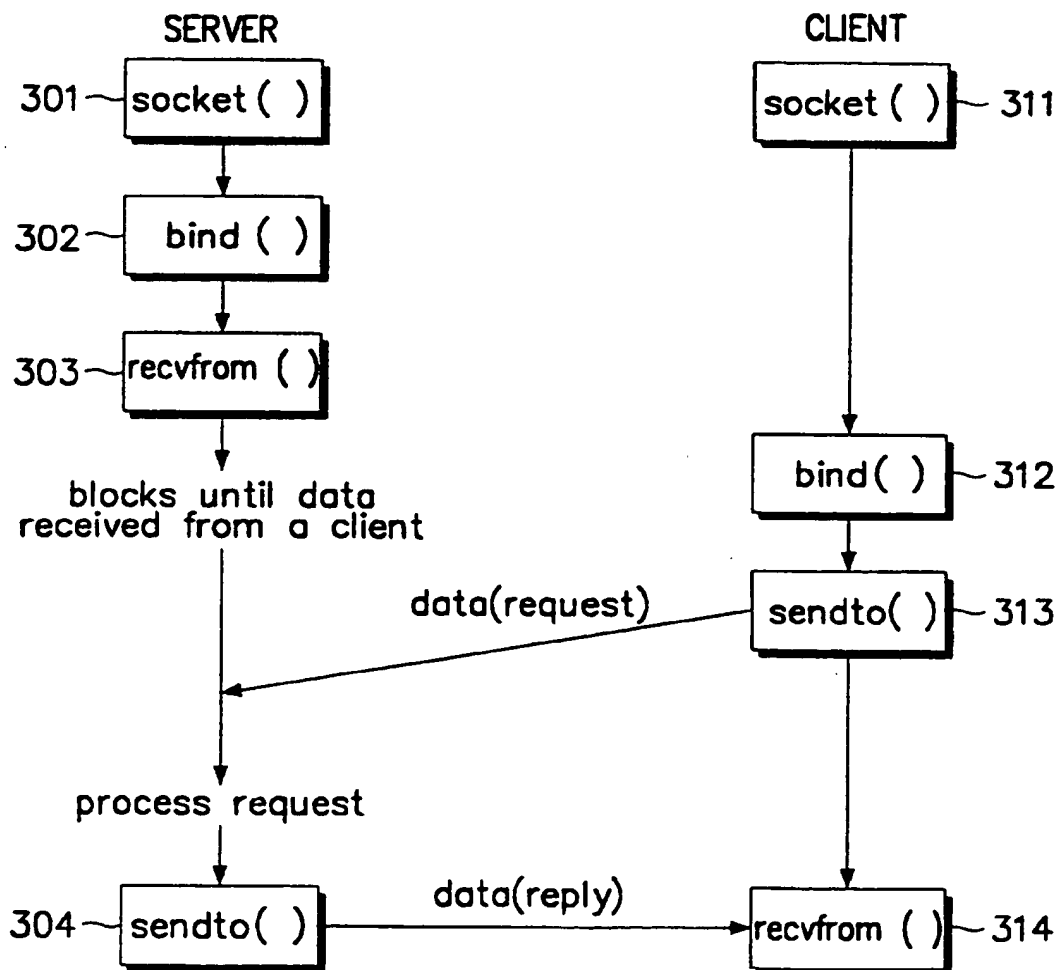 SERVER
CLIENT
301
socket ( )
socket ( )
311
302
bind ( )
303
recvfrom ( )
blocks until data
received from a client
bind( )
312
data(request)
sendto( )
313
process request
304
sendto( )
data(reply)
recvfrom ( )
314